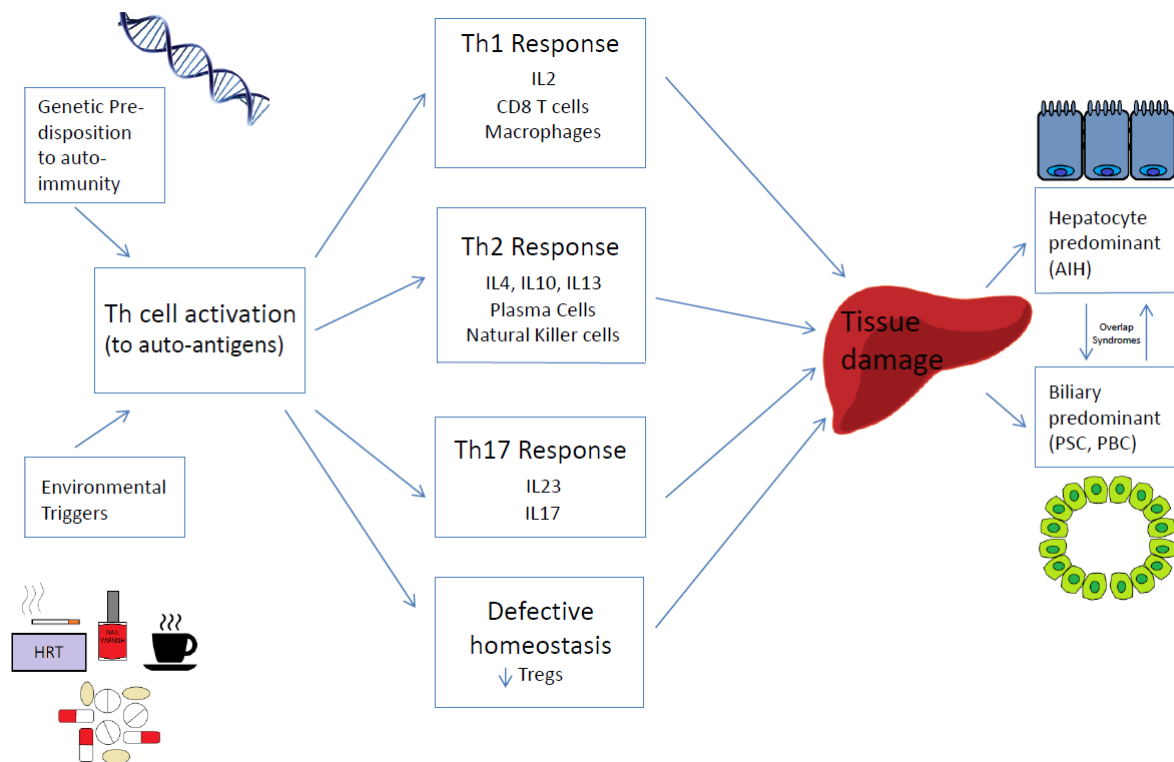 Genetic Pre-
disposition
to auto-
immunity
Th cell activation
(to auto-antigens)
Environmental
Triggers
HRT
NAIL
VARNISH
Th1 Response
IL2
CD8 T cells
Macrophages
Th2 Response
IL4, IL10, IL13
Plasma Cells
Natural Killer cells
Th17 Response
IL23
IL17
Defective
homeostasis
Tregs
Tissue
damage
Hepatocyte
predominant
(AIH)
Overlap
Syndromes
Biliary
predominant
(PSC, PBC)